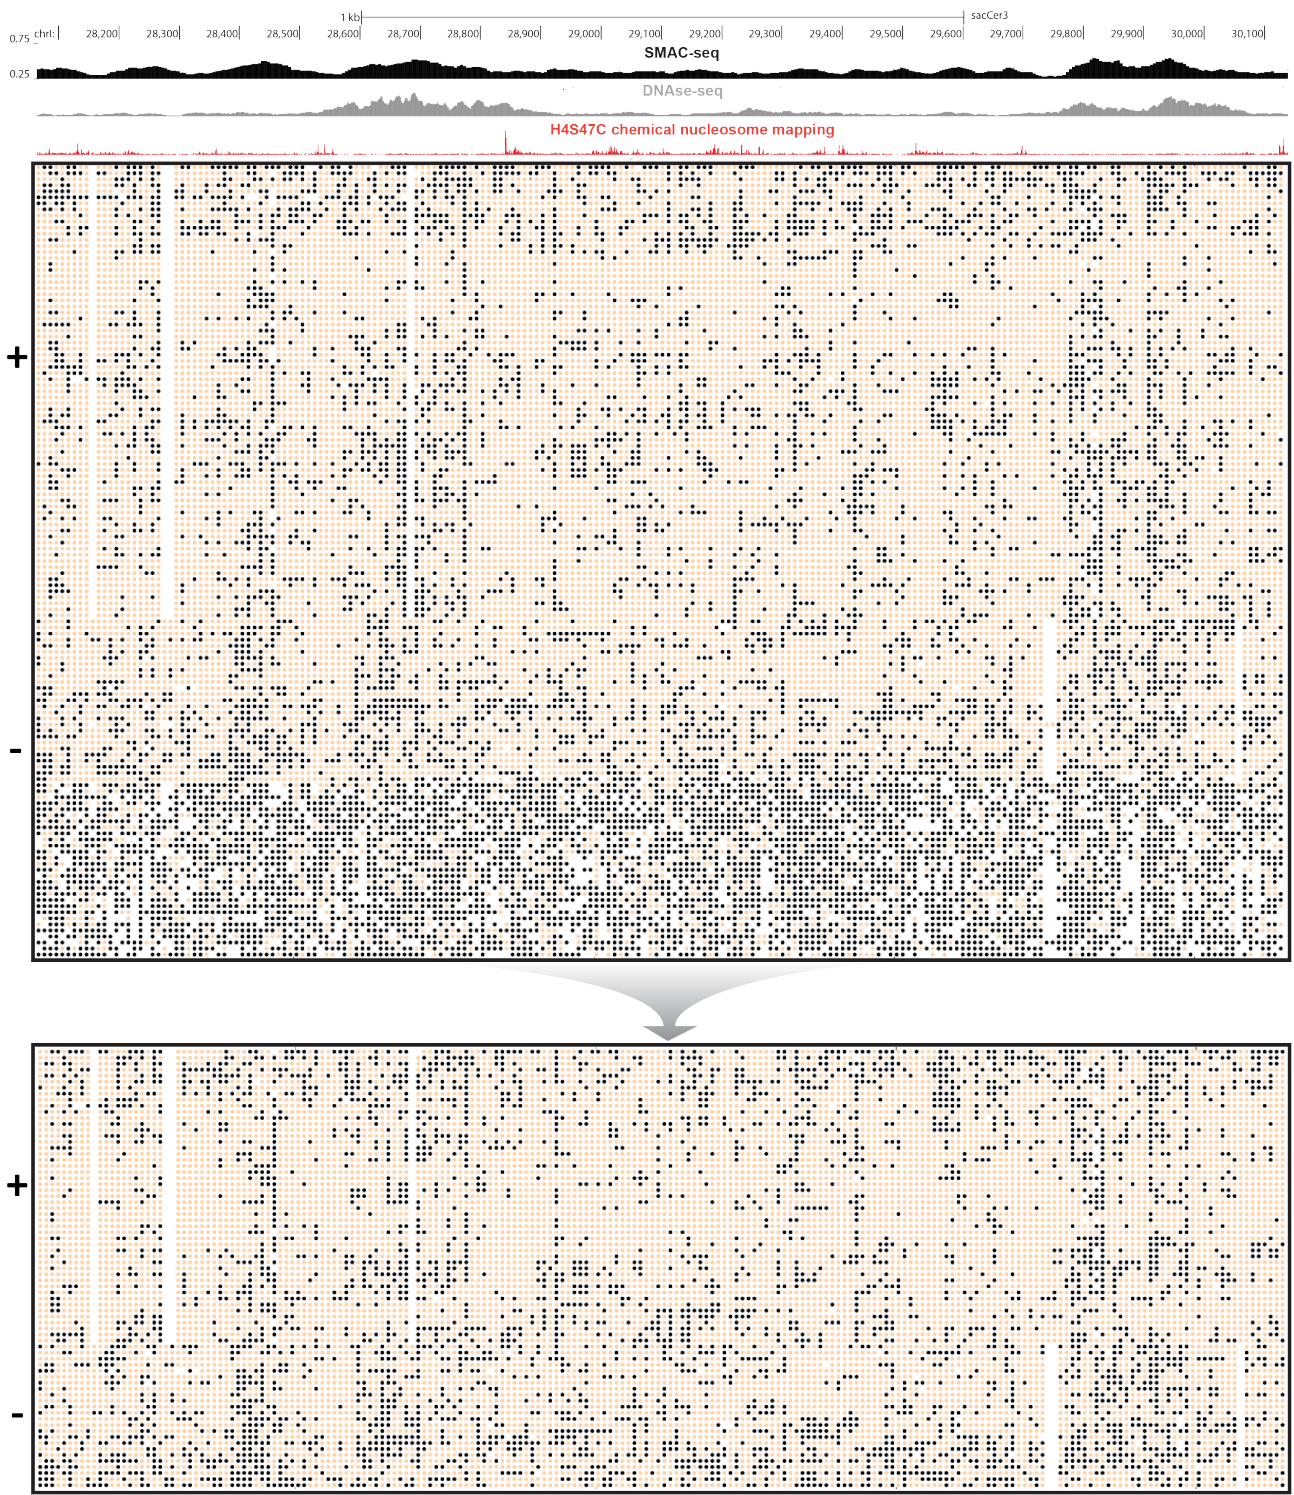 1 kb sacCer3
chrI: 28,200 28,300 28,400 28,500 28,600 28,700 28,800 28,900 29,000 29,100 29,200 29,300 29,400 29,500 29,600 29,700 29,800 29,900 30,000 30,100
0.75
SMAC-seq
0.25
DNAse-seq
H4S47C chemical nucleosome mapping
+
-
+
-